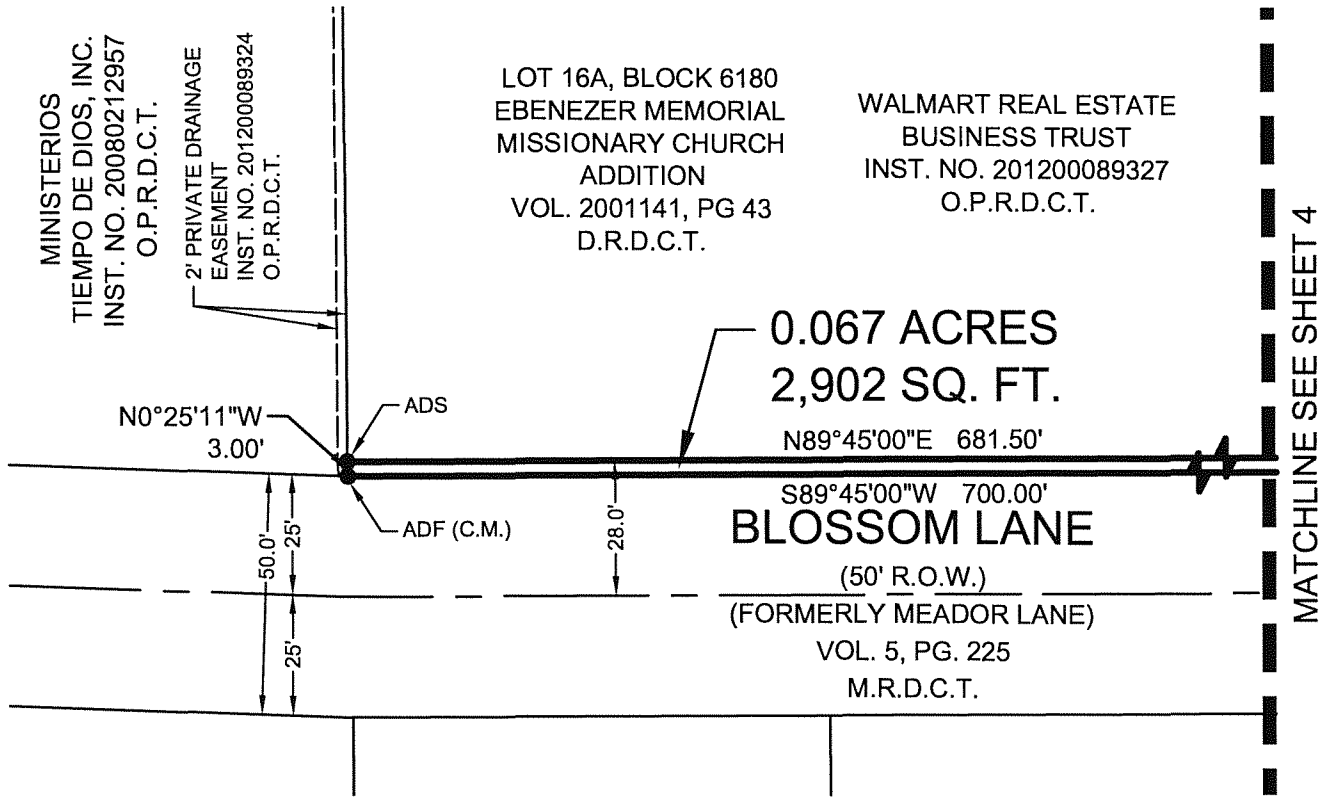 MINISTERIOS
TIEMPO DE DIOS, INC.
INST. NO. 20080212957
O.P.R.D.C.T.
2' PRIVATE DRAINAGE
EASEMENT
INST. NO. 201200089324
O.P.R.D.C.T.
LOT 16A, BLOCK 6180
EBENEZER MEMORIAL
MISSIONARY CHURCH
ADDITION
VOL. 2001141, PG 43
D.R.D.C.T.
WALMART REAL ESTATE
BUSINESS TRUST
INST. NO. 201200089327
O.P.R.D.C.T.
0.067 ACRES
2,902 SQ. FT.
N0°25'11"W
3.00'
ADS
N89°45'00"E 681.50'
S89°45'00"W 700.00'
ADF (C.M.)
BLOSSOM LANE
(50' R.O.W.)
(FORMERLY MEADOR LANE)
VOL. 5, PG. 225
M.R.D.C.T.
50.0'
25'
25'
28.0'
MATCHLINE SEE SHEET 4